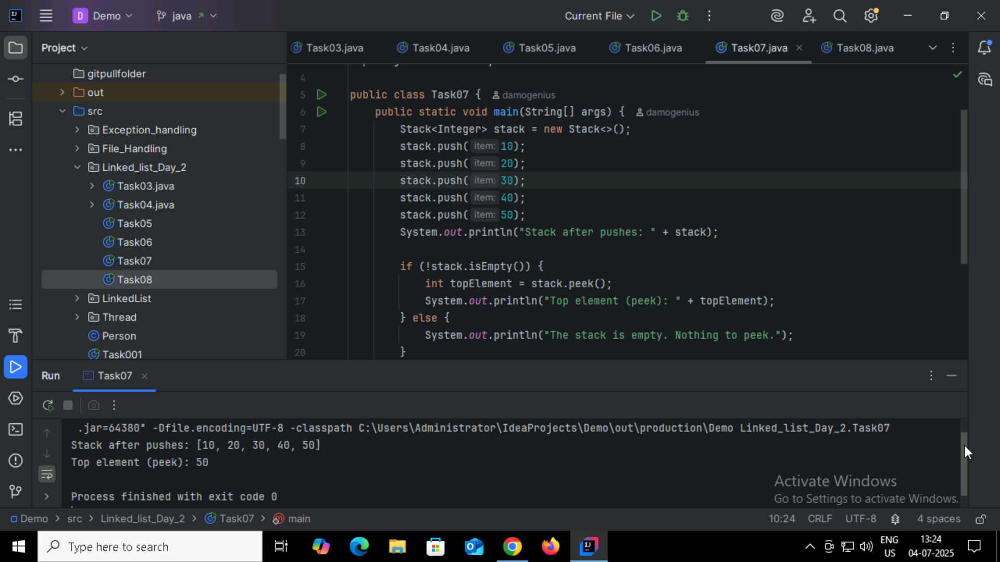 D Demo java Current File
Project
Task03.java Task04.java Task05.java Task06.java Task07.java Task08.java
gitpullfolder
out
src
Exception_handling
File_Handling
Linked_list_Day_2
Task03.java
Task04.java
Task05
Task06
Task07
Task08
LinkedList
Thread
Person
Task001
4
5 public class Task07 { damogenius
6 public static void main(String[] args) { damogenius
7 Stack<Integer> stack = new Stack<>();
8 stack.push( item: 10);
9 stack.push( item: 20);
10 stack.push( item: 30);
11 stack.push( item: 40);
12 stack.push( item: 50);
13 System.out.println("Stack after pushes: " + stack);
14
15 if (!stack.isEmpty()) {
16 int topElement = stack.peek();
17 System.out.println("Top element (peek): " + topElement);
18 } else {
19 System.out.println("The stack is empty. Nothing to peek.");
20 }
Run Task07
.jar=64380" -Dfile.encoding=UTF-8 -classpath C:\Users\Administrator\IdeaProjects\Demo\out\production\Demo Linked_list_Day_2.Task07
Stack after pushes: [10, 20, 30, 40, 50]
Top element (peek): 50
Process finished with exit code 0
Activate Windows
Go to Settings to activate Windows.
Demo > src > Linked_list_Day_2 > Task07 > main 10:24 CRLF UTF-8 4 spaces
Type here to search
ENG
US
13:24
04-07-2025